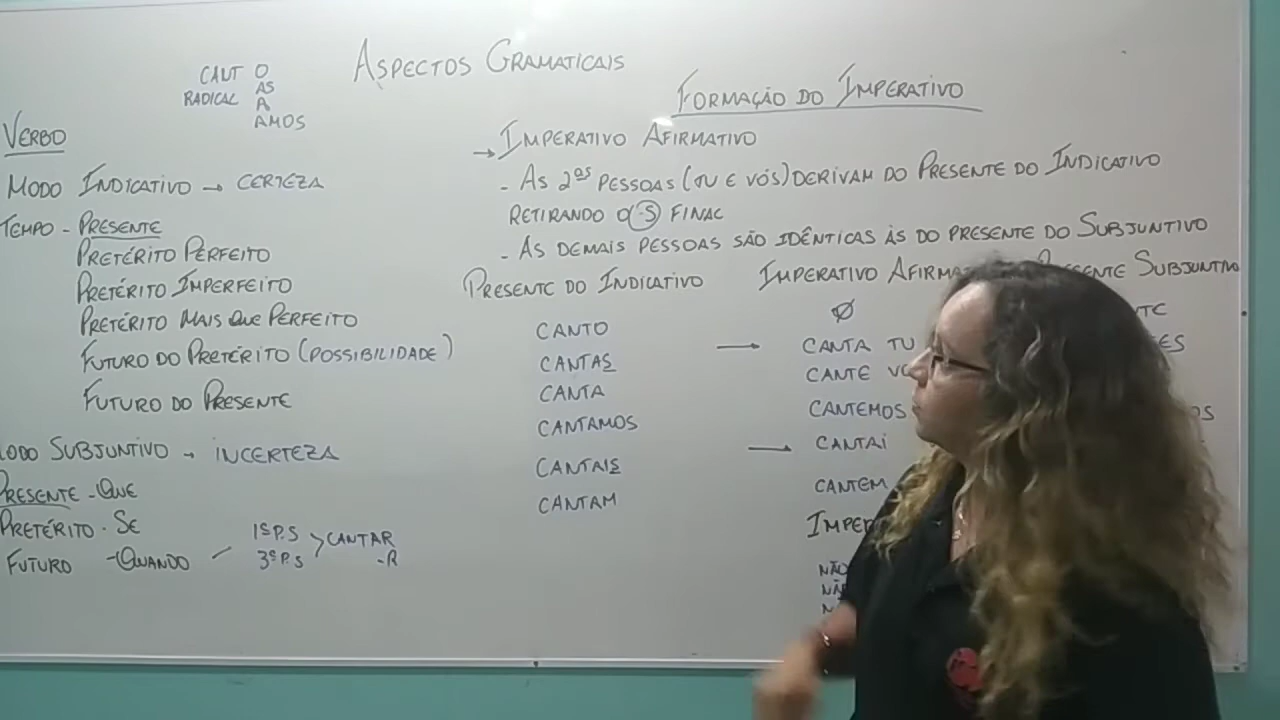 ASPECTOS GRAMATICAIS
CANT O
RADICAL AS
A
AMOS
VERBO
MODO INDICATIVO → CERTEZA
TEMPO - PRESENTE
PRETÉRITO PERFEITO
PRETÉRITO IMPERFEITO
PRETÉRITO MAIS QUE PERFEITO
FUTURO DO PRETÉRITO (POSSIBILIDADE)
FUTURO DO PRESENTE
MODO SUBJUNTIVO → INCERTEZA
PRESENTE - QUE
PRETÉRITO - SE
FUTURO - QUANDO
1ª P.S
3ª P.S
CANTAR
-R
FORMAÇÃO DO IMPERATIVO
→ IMPERATIVO AFIRMATIVO
- AS 2ªS PESSOAS (TU E VÓS) DERIVAM DO PRESENTE DO INDICATIVO
RETIRANDO O -S FINAL
- AS DEMAIS PESSOAS SÃO IDÊNTICAS ÀS DO PRESENTE DO SUBJUNTIVO
PRESENTE DO INDICATIVO
CANTO
CANTAS
CANTA
CANTAMOS
CANTAIS
CANTAM
IMPERATIVO
Ø
→ CANTA TU
CANTE
CANTEMOS
→ CANTAI
CANTEM
NÃO
PRESENTE SUBJUNTIVO